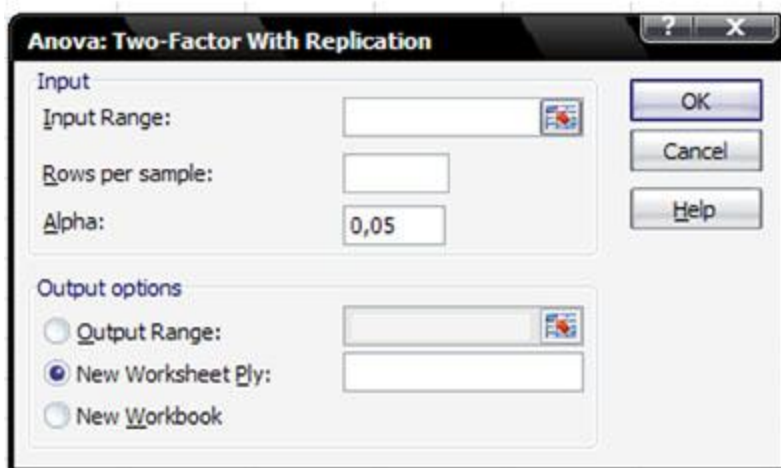 Anova: Two-Factor With Replication
? X
Input
Input Range:
Rows per sample:
Alpha:
0,05
OK
Cancel
Help
Output options
Output Range:
New Worksheet Ply:
New Workbook